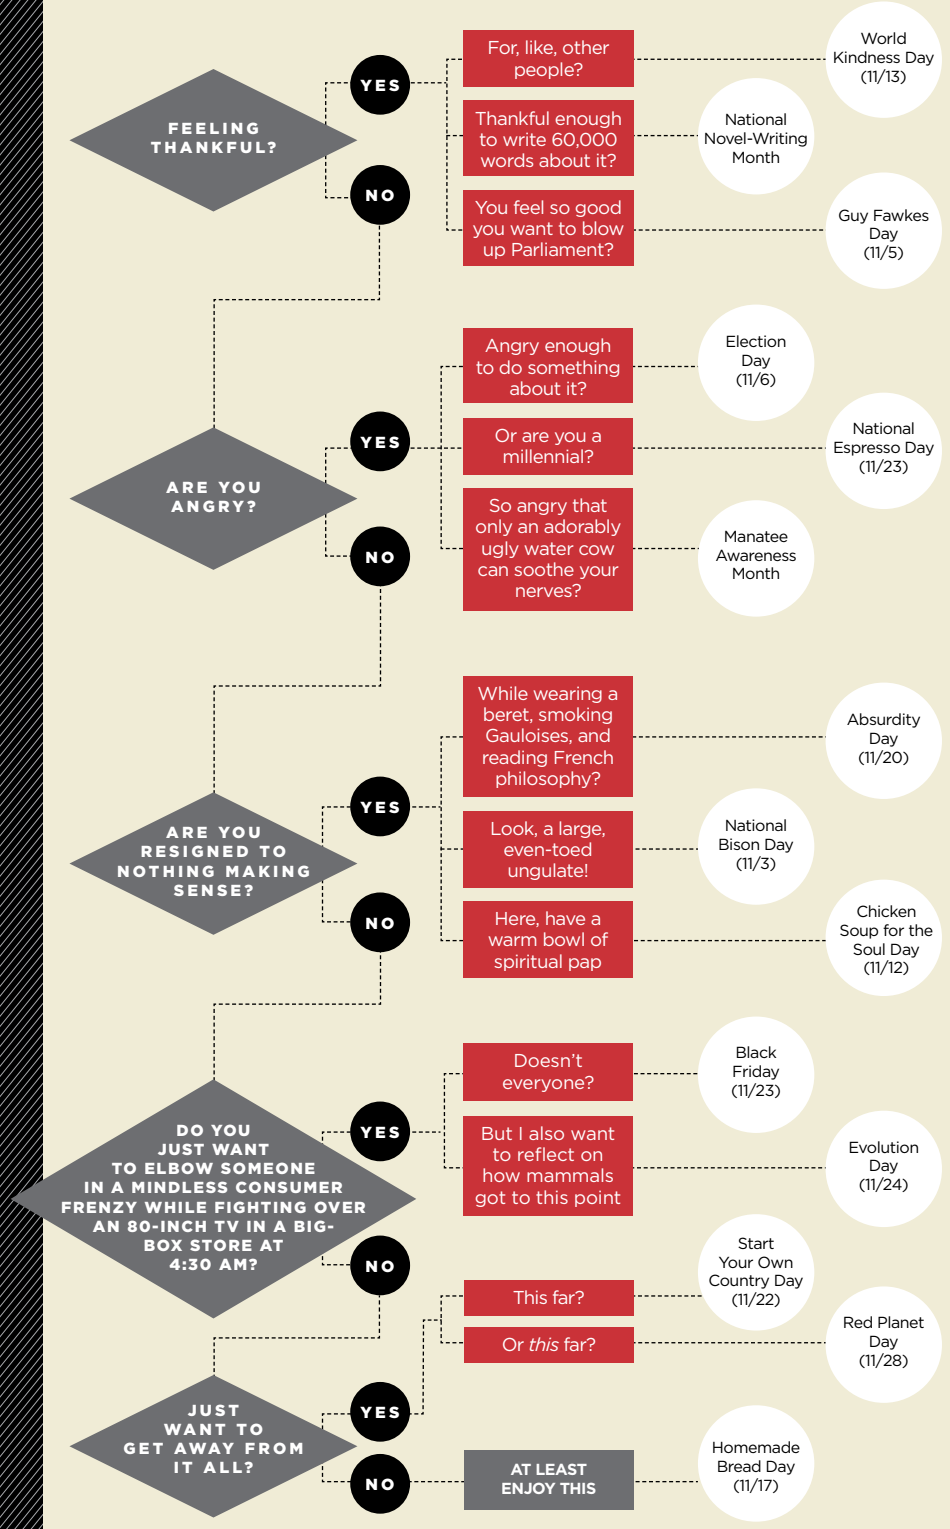 FEELING
THANKFUL?
YES
NO
For, like, other
people?
World
Kindness Day
(11/13)
Thankful enough
to write 60,000
words about it?
National
Novel-Writing
Month
You feel so good
you want to blow
up Parliament?
Guy Fawkes
Day
(11/5)
ARE YOU
ANGRY?
YES
NO
Angry enough
to do something
about it?
Election
Day
(11/6)
Or are you a
millennial?
National
Espresso Day
(11/23)
So angry that
only an adorably
ugly water cow
can soothe your
nerves?
Manatee
Awareness
Month
ARE YOU
RESIGNED TO
NOTHING MAKING
SENSE?
YES
NO
While wearing a
beret, smoking
Gauloises, and
reading French
philosophy?
Absurdity
Day
(11/20)
Look, a large,
even-toed
ungulate!
National
Bison Day
(11/3)
Here, have a
warm bowl of
spiritual pap
Chicken
Soup for the
Soul Day
(11/12)
DO YOU
JUST WANT
TO ELBOW SOMEONE
IN A MINDLESS CONSUMER
FRENZY WHILE FIGHTING OVER
AN 80-INCH TV IN A BIG-
BOX STORE AT
4:30 AM?
YES
NO
Doesn't
everyone?
Black
Friday
(11/23)
But I also want
to reflect on
how mammals
got to this point
Evolution
Day
(11/24)
JUST
WANT TO
GET AWAY FROM
IT ALL?
YES
NO
This far?
Start
Your Own
Country Day
(11/22)
Or this far?
Red Planet
Day
(11/28)
AT LEAST
ENJOY THIS
Homemade
Bread Day
(11/17)